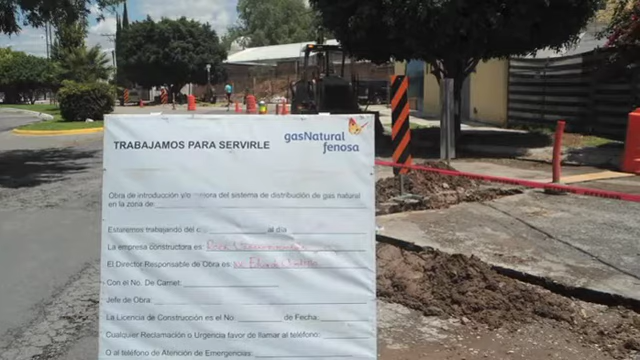 TRABAJAMOS PARA SERVIRLE
gasNatural
fenosa
Obra de introducción y/o mejora del sistema de distribución de gas natural
en la zona de:
Estaremos trabajando del al día
La empresa constructora es:
El Director Responsable de Obra es:
Con el No. De Carnet:
Jefe de Obra:
La Licencia de Construcción es el No. de Fecha:
Cualquier Reclamación o Urgencia favor de llamar al teléfono:
O al teléfono de Atención de Emergencias: